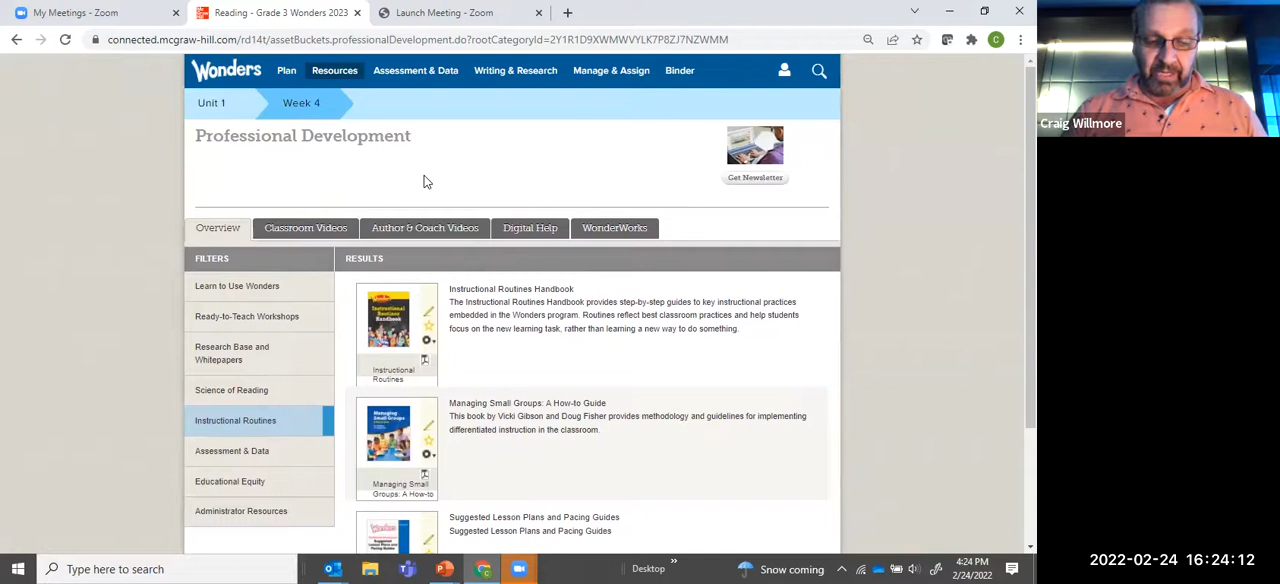 My Meetings - Zoom
Reading - Grade 3 Wonders 2023
Launch Meeting - Zoom
connected.mcgraw-hill.com/rd14t/assetBuckets.professionalDevelopment.do?rootCategoryId=2Y1R1D9XWMWVYLK7P8ZJ7NZWMM
C
Wonders Plan Resources Assessment & Data Writing & Research Manage & Assign Binder
Unit 1 Week 4
Professional Development
Get Newsletter
Overview Classroom Videos Author & Coach Videos Digital Help WonderWorks
FILTERS
Learn to Use Wonders
Ready-to-Teach Workshops
Research Base and
Whitepapers
Science of Reading
Instructional Routines
Assessment & Data
Educational Equity
Administrator Resources
RESULTS
Instructional Routines Handbook
The Instructional Routines Handbook provides step-by-step guides to key instructional practices
embedded in the Wonders program. Routines reflect best classroom practices and help students
focus on the new learning task, rather than learning a new way to do something.
Instructional
Routines
Handbook
Instructional
Routines
Managing Small Groups: A How-to Guide
This book by Vicki Gibson and Doug Fisher provides methodology and guidelines for implementing
differentiated instruction in the classroom.
Managing
Small Groups
Managing Small
Groups: A How-to
Suggested Lesson Plans and Pacing Guides
Suggested Lesson Plans and Pacing Guides
Wonders
Type here to search
Desktop
Snow coming
4:24 PM
2/24/2022
Craig Willmore
2022-02-24 16:24:12